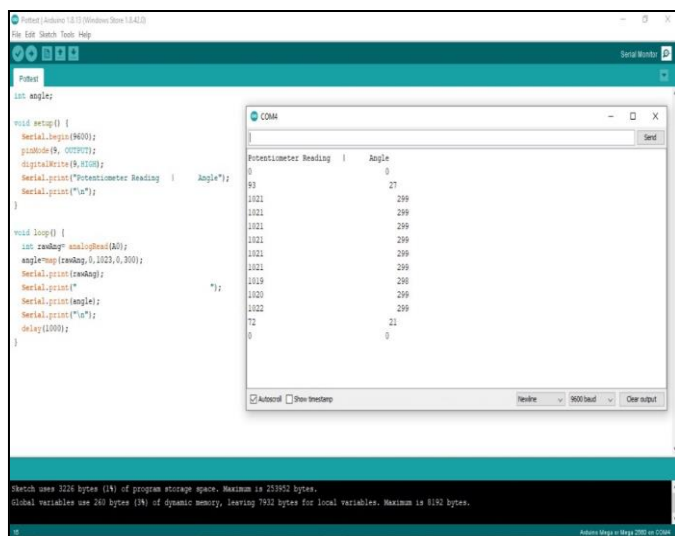 Pottest | Arduino 1.8.13 (Windows Store 1.8.42.0)
File Edit Sketch Tools Help
Serial Monitor
Pottest
int angle;
void setup() {
Serial.begin(9600);
pinMode(9, OUTPUT);
digitalWrite(9,HIGH);
Serial.print("Potentiometer Reading | Angle");
Serial.print("\n");
}
void loop() {
int rawAng= analogRead(A0);
angle=map(rawAng,0,1023,0,300);
Serial.print(rawAng);
Serial.print(" ");
Serial.print(angle);
Serial.print("\n");
delay(1000);
}
COM4
Send
Potentiometer Reading | Angle
0 0
93 27
1021 299
1021 299
1021 299
1021 299
1021 299
1021 299
1019 298
1020 299
1022 299
72 21
0 0
Autoscroll Show timestamp Newline 9600 baud Clear output
Sketch uses 3226 bytes (1%) of program storage space. Maximum is 253952 bytes.
Global variables use 260 bytes (3%) of dynamic memory, leaving 7932 bytes for local variables. Maximum is 8192 bytes.
Arduino Mega or Mega 2560 on COM4